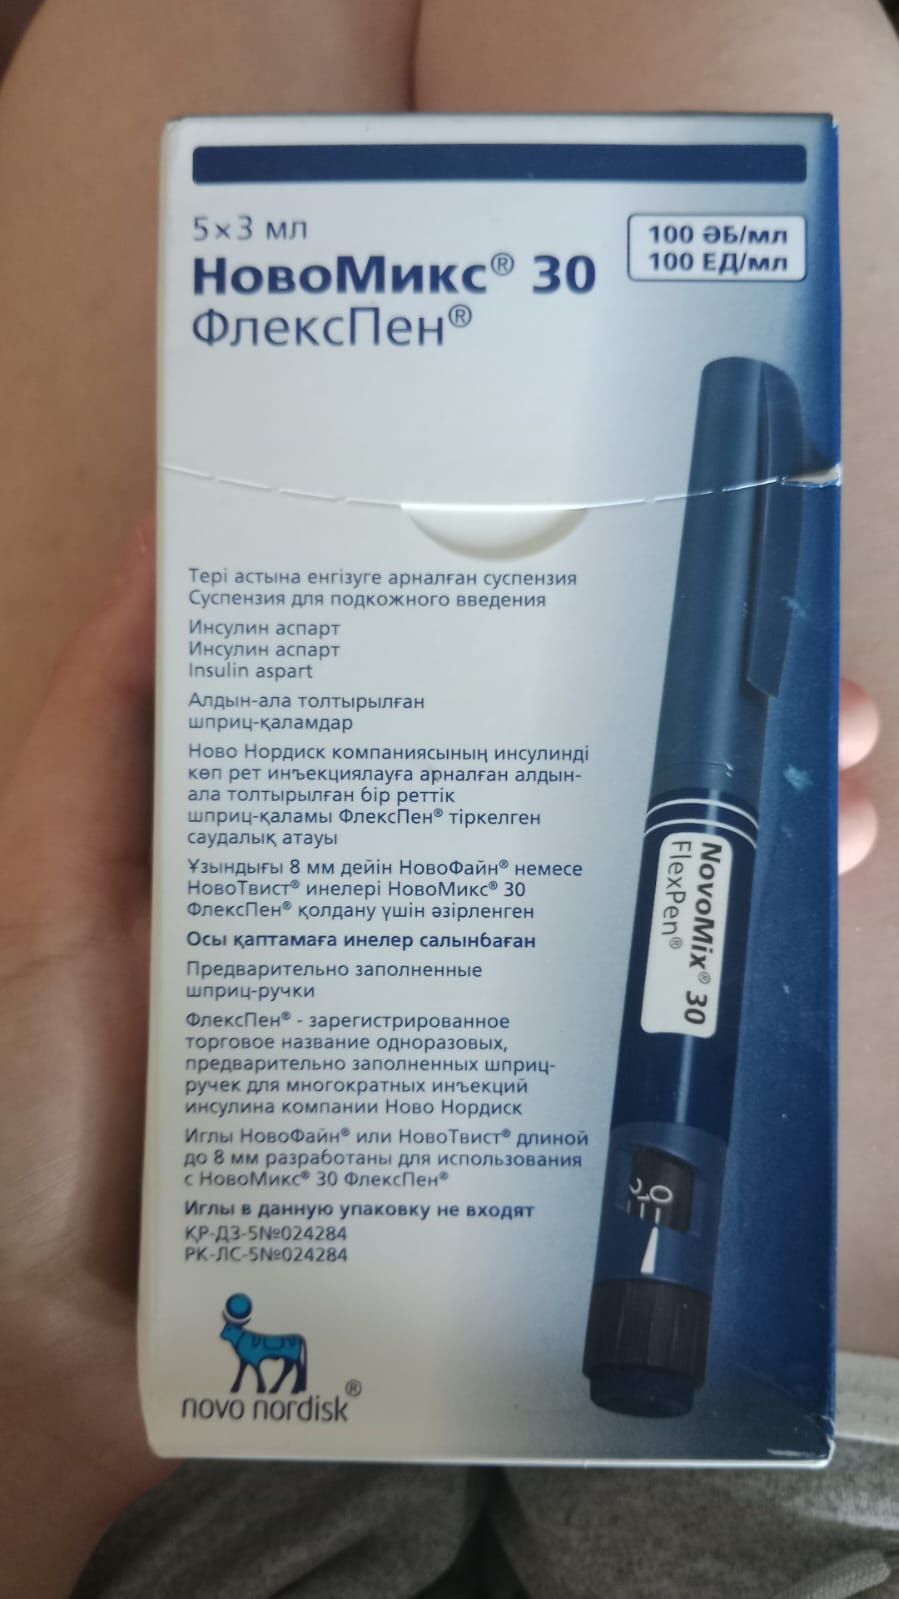 5×3 мл
НовоМикс® 30
ФлексПен®
100 ӘБ/мл
100 ЕД/мл
Тері астына енгізуге арналған суспензия
Суспензия для подкожного введения
Инсулин аспарт
Инсулин аспарт
Insulin aspart
Алдын-ала толтырылған
шприц-қаламдар
Ново Нордиск компаниясының инсулинді
көп рет инъекциялауға арналған алдын-
ала толтырылған бір реттік
шприц-қаламы ФлексПен® тіркелген
саудалық атауы
Ұзындығы 8 мм дейін НовоФайн® немесе
НовоТвист® инелері НовоМикс® 30
ФлексПен® қолдану үшін әзірленген
Осы қаптамаға инелер салынбаған
Предварительно заполненные
шприц-ручки
ФлексПен® - зарегистрированное
торговое название одноразовых,
предварительно заполненных шприц-
ручек для многократных инъекций
инсулина компании Ново Нордиск
Иглы НовоФайн® или НовоТвист® длиной
до 8 мм разработаны для использования
с НовоМикс® 30 ФлексПен®
Иглы в данную упаковку не входят
ҚР-ДЗ-5№024284
РК-ЛС-5№024284
novo nordisk®
NovoMix® 30
FlexPen®
0